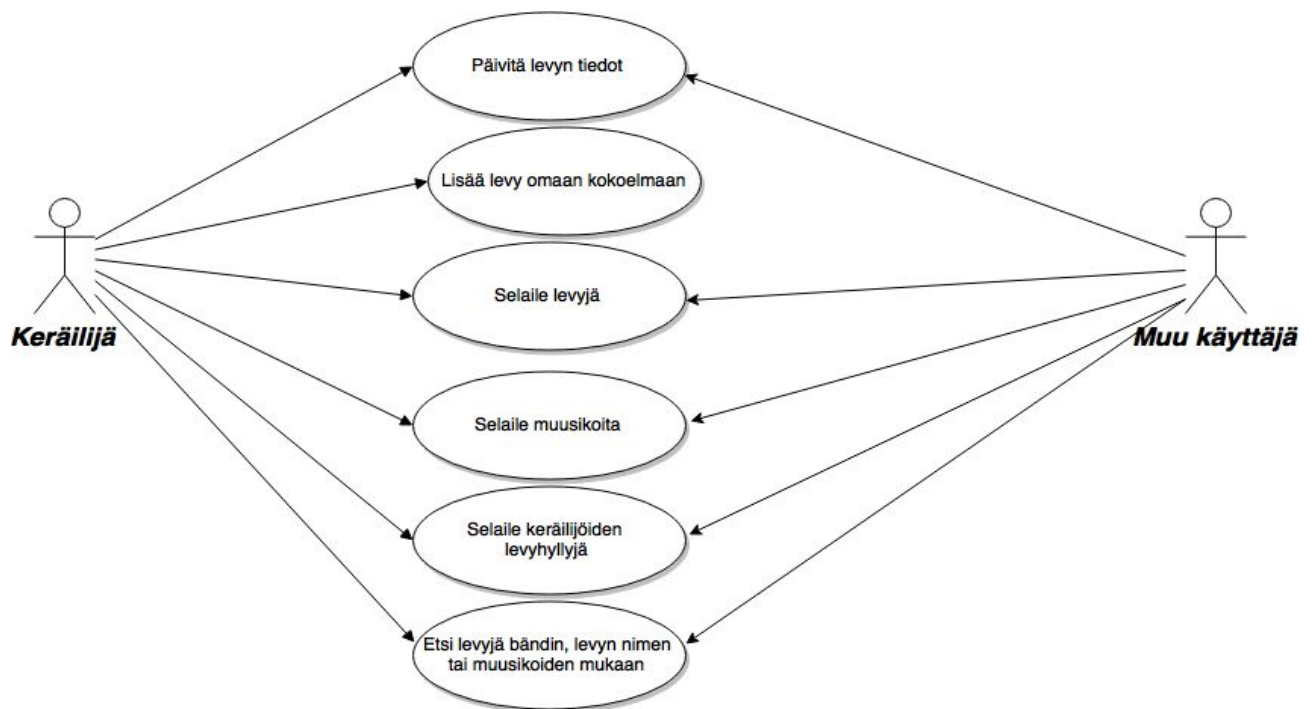 Päivitä levyn tiedot
Lisää levy omaan kokoelmaan
Selaile levyjä
Keräilijä
Muu käyttäjä
Selaile muusikoita
Selaile keräilijöiden
levyhyllyjä
Etsi levyjä bändin, levyn nimen
tai muusikoiden mukaan